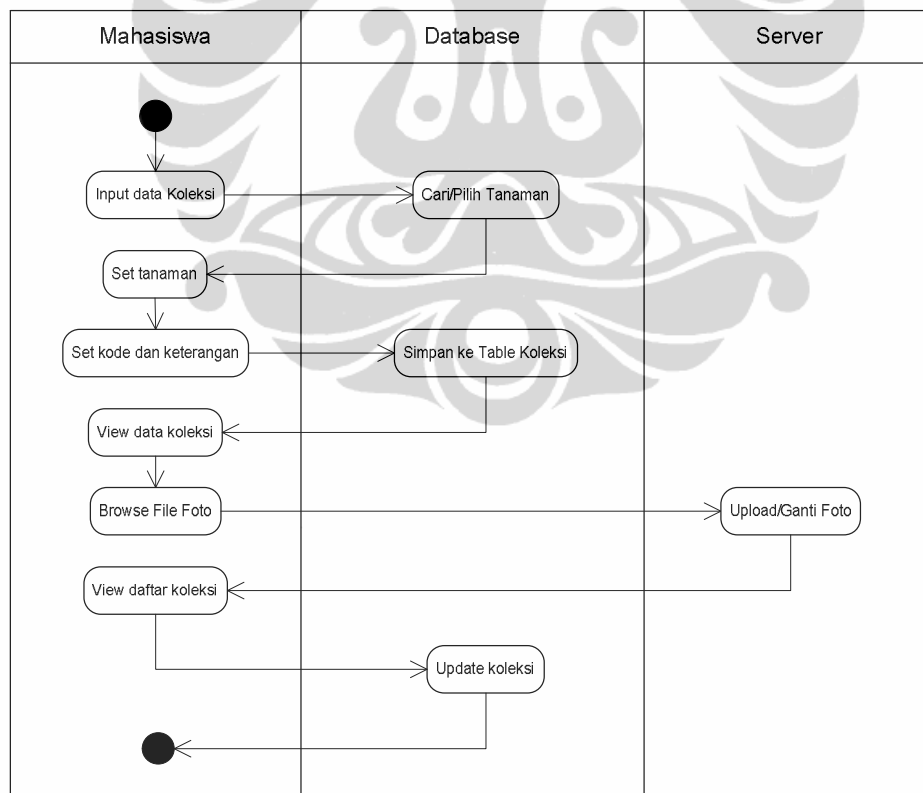 Mahasiswa
Database
Server
Input data Koleksi
Cari/Pilih Tanaman
Set tanaman
Set kode dan keterangan
Simpan ke Table Koleksi
View data koleksi
Browse File Foto
Upload/Ganti Foto
View daftar koleksi
Update koleksi